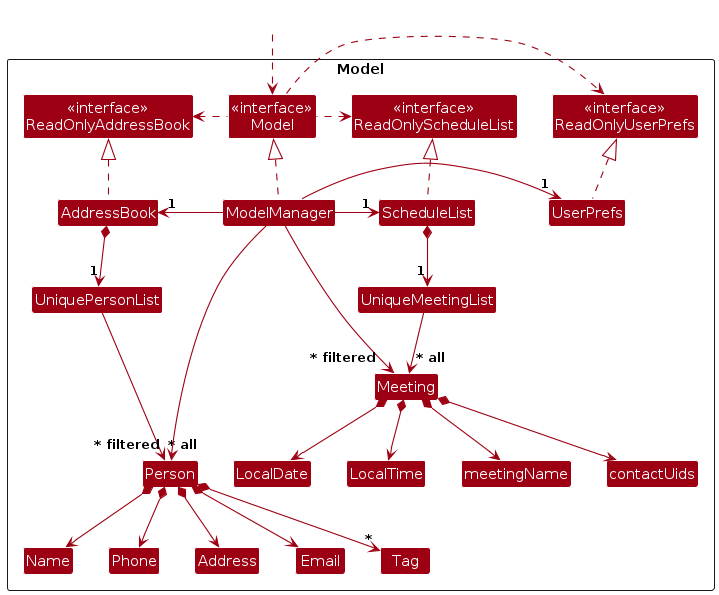 Model
«interface»
ReadOnlyAddressBook
«interface»
Model
«interface»
ReadOnlyScheduleList
«interface»
ReadOnlyUserPrefs
AddressBook
1
ModelManager
1
ScheduleList
1
UserPrefs
1
UniquePersonList
1
UniqueMeetingList
* filtered
* all
Meeting
* filtered
* all
Person
LocalDate
LocalTime
meetingName
contactUids
*
Name
Phone
Address
Email
Tag